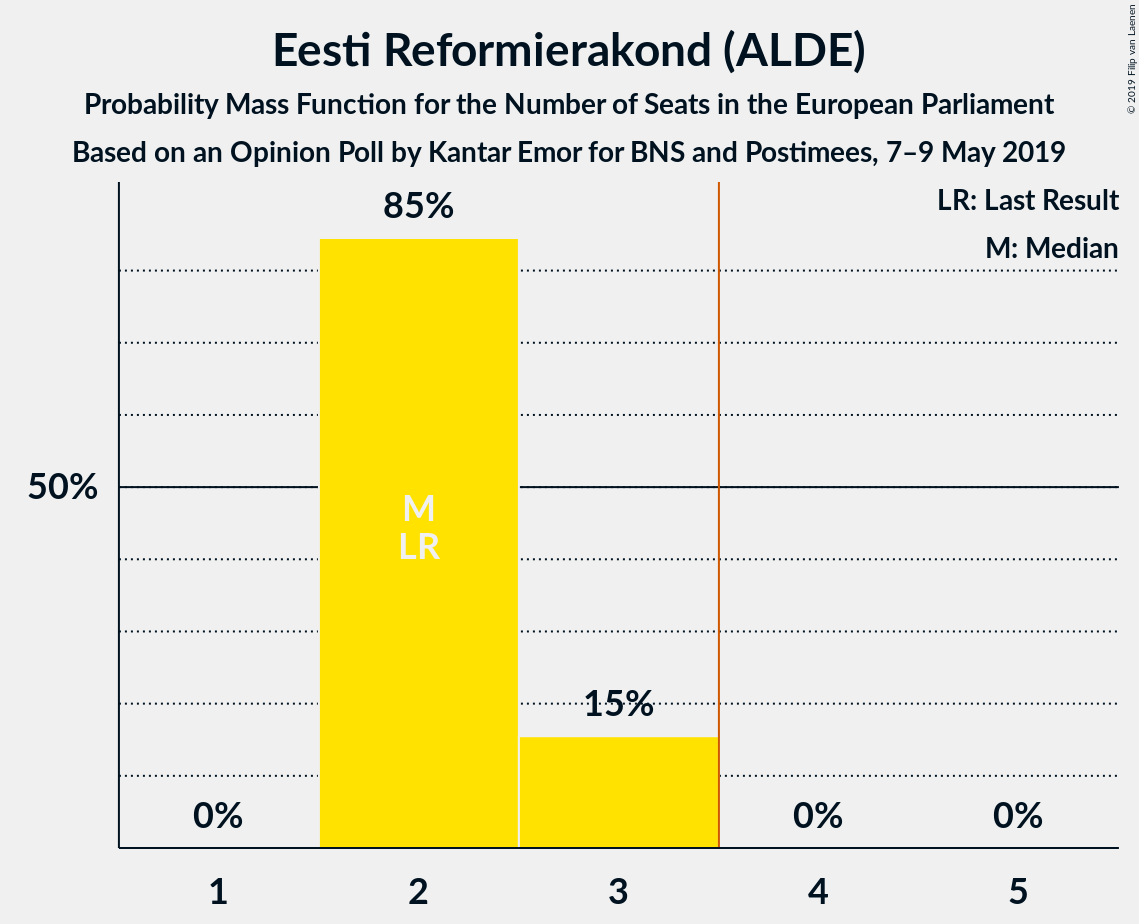 Eesti Reformierakond (ALDE)
Probability Mass Function for the Number of Seats in the European Parliament
Based on an Opinion Poll by Kantar Emor for BNS and Postimees, 7–9 May 2019
© 2019 Filip van Laenen
LR: Last Result
M: Median
85%
50%
M
LR
15%
0%
0%
0%
1
2
3
4
5